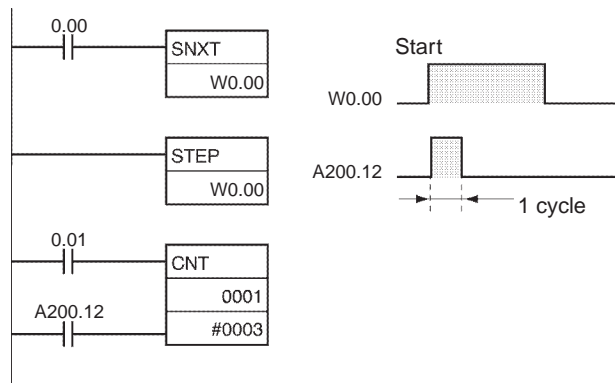 0.00
SNXT
W0.00
STEP
W0.00
0.01
CNT
0001
A200.12
#0003
Start
W0.00
A200.12
1 cycle